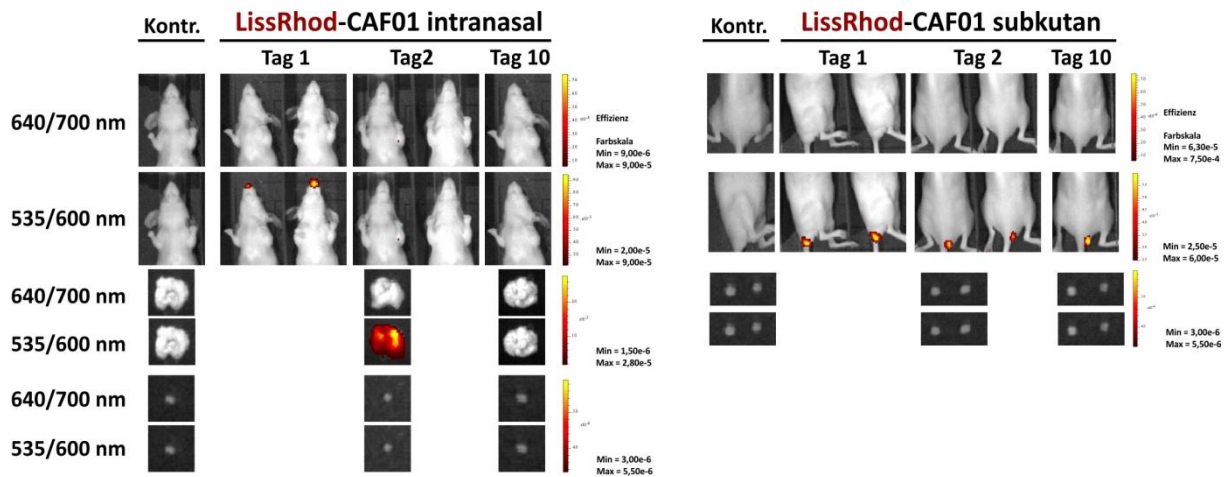 Kontr.
LissRhod-CAF01 intranasal
Tag 1
Tag2
Tag 10
640/700 nm
Effizienz
Farbskala
Min = 9,00e-6
Max = 9,00e-5
535/600 nm
Min = 2,00e-5
Max = 9,00e-5
640/700 nm
535/600 nm
Min = 1,50e-6
Max = 2,80e-5
640/700 nm
535/600 nm
Min = 3,00e-6
Max = 5,50e-6
Kontr.
LissRhod-CAF01 subkutan
Tag 1
Tag 2
Tag 10
Effizienz
Farbskala
Min = 6,30e-5
Max = 7,50e-4
Min = 2,50e-5
Max = 6,00e-5
Min = 3,00e-6
Max = 5,50e-6